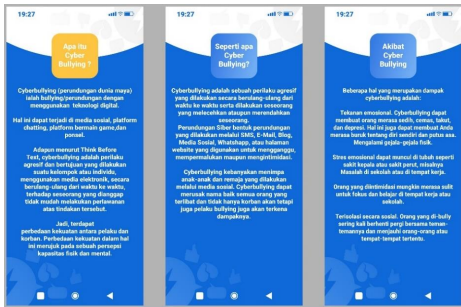 19:27
Apa itu
Cyber
Bullying ?
Cyberbullying (perundungan dunia maya)
ialah bullying/perundungan dengan
menggunakan teknologi digital.
Hal ini dapat terjadi di media sosial, platform
chatting, platform bermain game,dan
ponsel.
Adapun menurut Think Before
Text, cyberbullying adalah perilaku
agresif dan bertujuan yang dilakukan
suatu kelompok atau individu,
menggunakan media elektronik, secara
berulang-ulang dari waktu ke waktu,
terhadap seseorang yang dianggap
tidak mudah melakukan perlawanan
atas tindakan tersebut.
Jadi, terdapat
perbedaan kekuatan antara pelaku dan
korban. Perbedaan kekuatan dalam hal
ini merujuk pada sebuah persepsi
kapasitas fisik dan mental.
19:27
Seperti apa
Cyber
Bullying?
Cyberbullying adalah sebuah perilaku agresif
yang dilakukan secara berulang-ulang dari
waktu ke waktu serta dilakukan seseorang
yang melecehkan ataupun merendahkan
seseorang.
Perundungan Siber bentuk perundungan
yang dilakukan melalui SMS, E-Mail, Blog,
Media Sosial, Whatshapp, atau halaman
website yang digunakan untuk mengganggu,
mempermalukan maupun mengintimidasi.
Cyberbullying kebanyakan menimpa
anak-anak dan remaja yang dilakukan
melalui media sosial. Cyberbullying dapat
merusak nama baik semua orang yang
terlibat dan tidak hanya korban akan tetapi
juga pelaku bullying juga akan terkena
dampaknya.
19:27
Akibat
Cyber
Bullying
Beberapa hal yang merupakan dampak
cyberbullying adalah:
Tekanan emosional. Cyberbullying dapat
membuat orang merasa sedih, cemas, takut,
dan depresi. Hal ini juga dapat membuat Anda
merasa buruk tentang diri sendiri dan putus asa.
Mengalami gejala-gejala fisik.
Stres emosional dapat muncul di tubuh seperti
sakit kepala atau sakit perut, misalnya
Masalah di sekolah atau di tempat kerja.
Orang yang diintimidasi mungkin merasa sulit
untuk fokus dan belajar di tempat kerja atau
sekolah.
Terisolasi secara sosial. Orang yang di-bully
sering kali berhenti pergi bersama teman-
temannya dan menjauhi orang-orang atau
tempat-tempat tertentu.